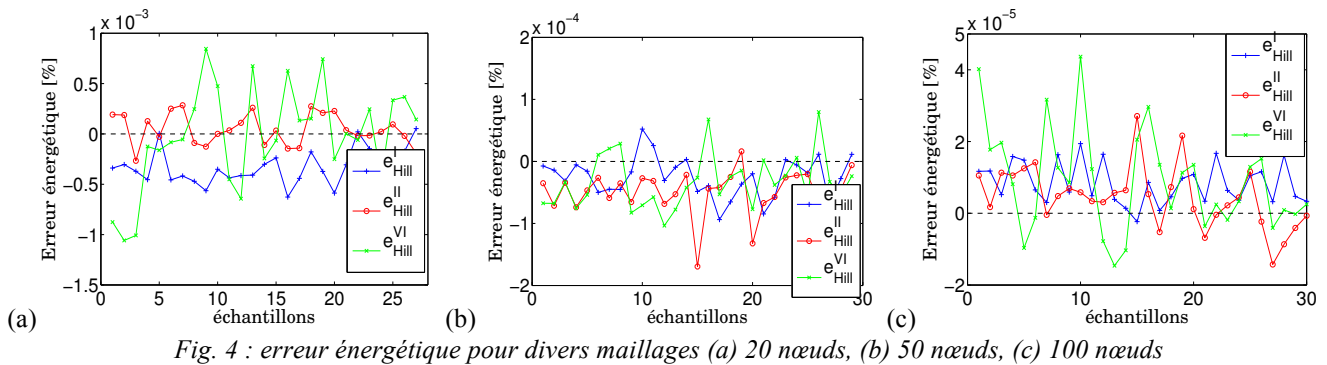 x 10⁻³
1
0.5
0
−0.5
−1
−1.5
Erreur énergétique [%]
0 5 10 15 20 25
échantillons
e^I_Hill
e^II_Hill
e^VI_Hill
(a)
x 10⁻⁴
2
1
0
−1
−2
Erreur énergétique [%]
0 10 20 30
échantillons
e^I_Hill
e^II_Hill
e^VI_Hill
(b)
x 10⁻⁵
5
0
−5
Erreur énergétique [%]
0 10 20 30
échantillons
e^I_Hill
e^II_Hill
e^VI_Hill
(c)
Fig. 4 : erreur énergétique pour divers maillages (a) 20 nœuds, (b) 50 nœuds, (c) 100 nœuds